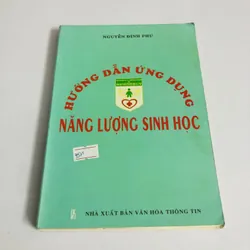 NGUYỄN ĐÌNH PHƯ
HƯỚNG DẪN ỨNG DỤNG
NĂNG LƯỢNG SINH HỌC
NHÀ XUẤT BẢN VĂN HÓA THÔNG TIN